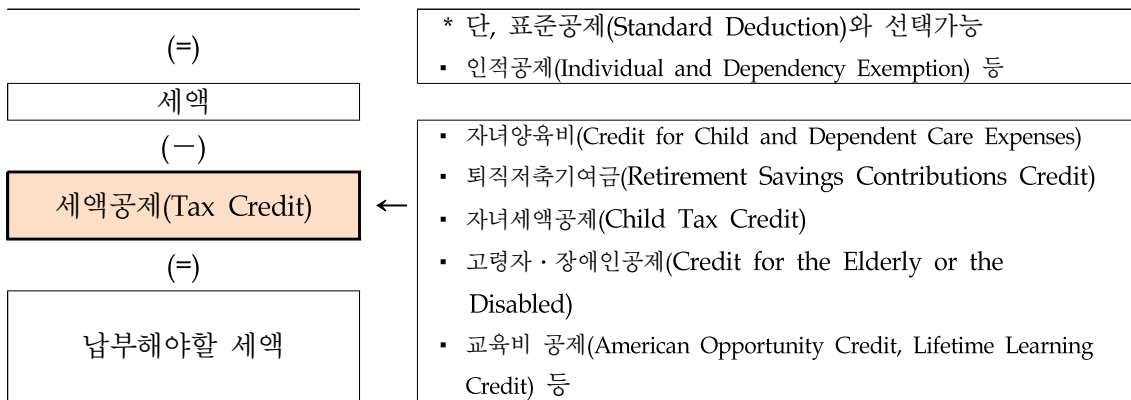 (=)
세액
(－)
세액공제(Tax Credit)
(=)
납부해야할 세액
* 단, 표준공제(Standard Deduction)와 선택가능
▪ 인적공제(Individual and Dependency Exemption) 등
←
▪ 자녀양육비(Credit for Child and Dependent Care Expenses)
▪ 퇴직저축기여금(Retirement Savings Contributions Credit)
▪ 자녀세액공제(Child Tax Credit)
▪ 고령자 · 장애인공제(Credit for the Elderly or the
Disabled)
▪ 교육비 공제(American Opportunity Credit, Lifetime Learning
Credit) 등